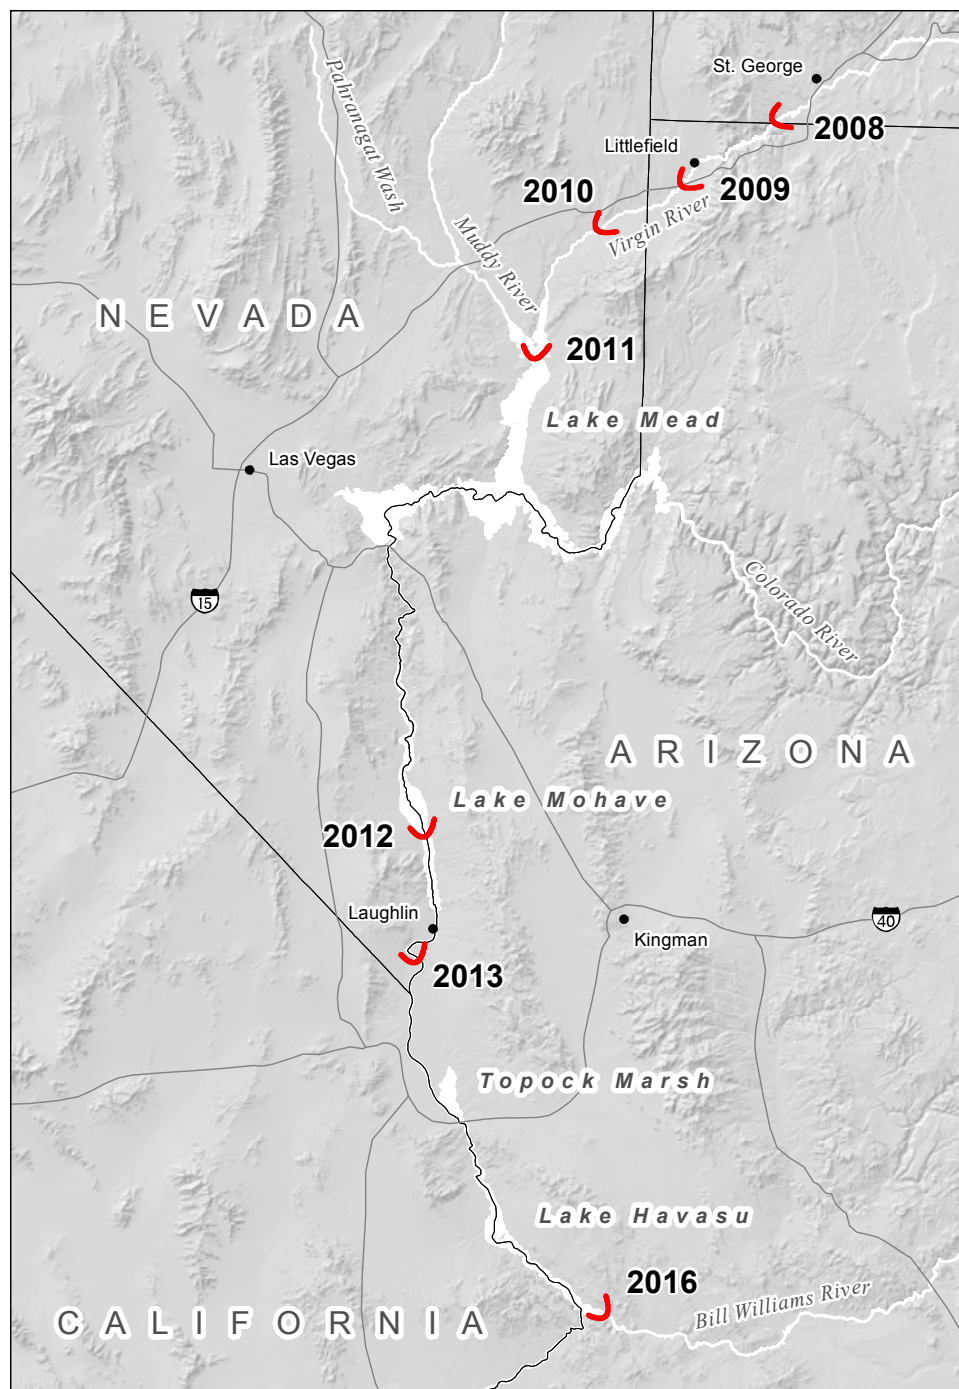 St. George
2008
Littlefield
2009
2010
Virgin River
Pahranagat Wash
Muddy River
NEVADA
2011
Lake Mead
Las Vegas
Colorado River
15
ARIZONA
Lake Mohave
2012
Laughlin
40
Kingman
2013
Topock Marsh
Lake Havasu
2016
Bill Williams River
CALIFORNIA